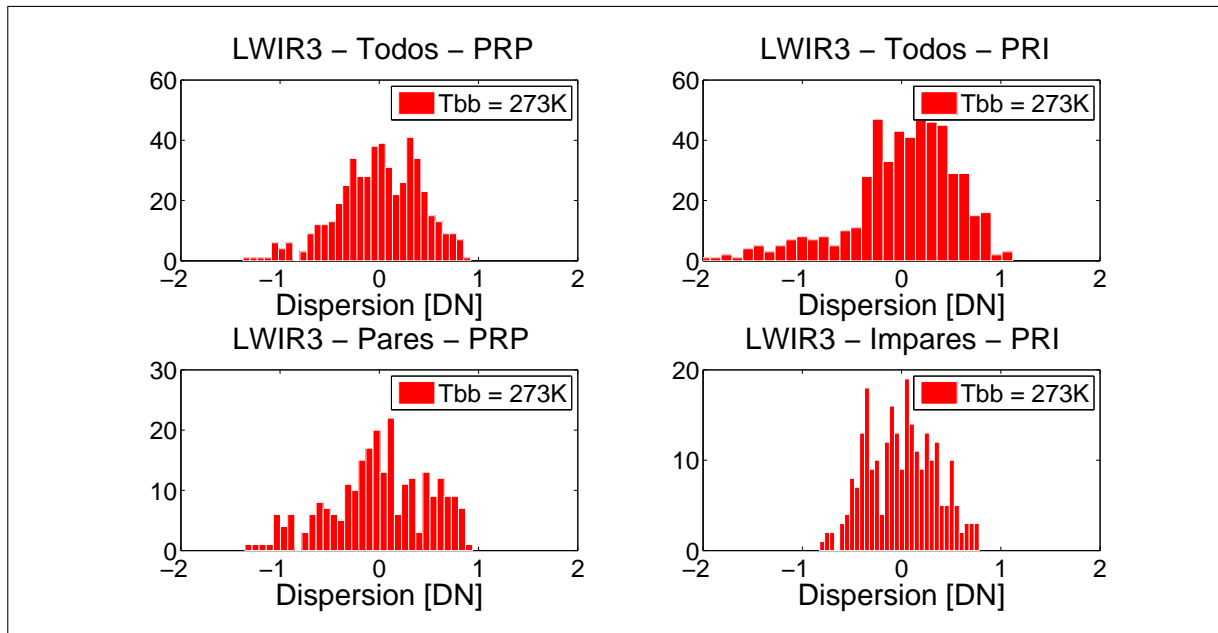 LWIR3 − Todos − PRP
60
40
20
0
−2 −1 0 1 2
Dispersion [DN]
Tbb = 273K
LWIR3 − Todos − PRI
60
40
20
0
−2 −1 0 1 2
Dispersion [DN]
Tbb = 273K
LWIR3 − Pares − PRP
30
20
10
0
−2 −1 0 1 2
Dispersion [DN]
Tbb = 273K
LWIR3 − Impares − PRI
20
10
0
−2 −1 0 1 2
Dispersion [DN]
Tbb = 273K